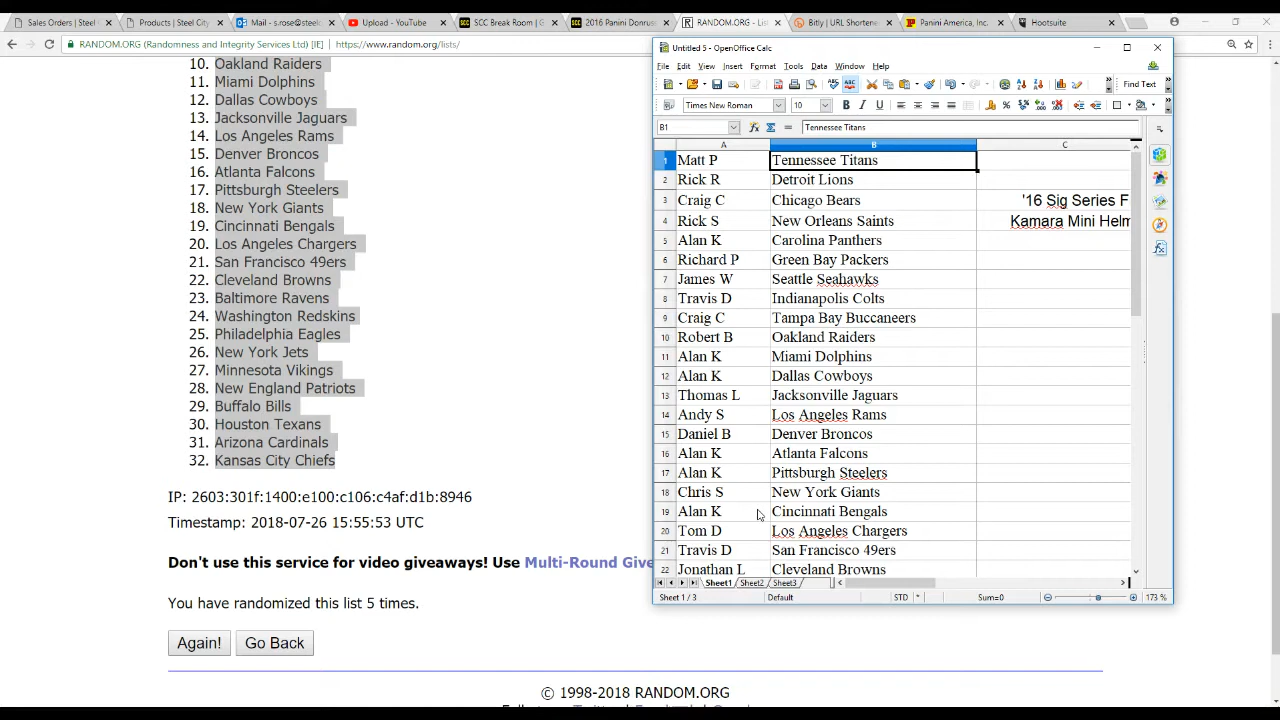 Sales Orders | Steel C
Products | Steel City
Mail - s.rose@steelc
Upload - YouTube
SCC Break Room | G
2016 Panini Donrus
RANDOM.ORG - Lis
Bitly | URL Shortene
Panini America, Inc.
Hootsuite
RANDOM.ORG (Randomness and Integrity Services Ltd) [IE] | https://www.random.org/lists/
10. Oakland Raiders
11. Miami Dolphins
12. Dallas Cowboys
13. Jacksonville Jaguars
14. Los Angeles Rams
15. Denver Broncos
16. Atlanta Falcons
17. Pittsburgh Steelers
18. New York Giants
19. Cincinnati Bengals
20. Los Angeles Chargers
21. San Francisco 49ers
22. Cleveland Browns
23. Baltimore Ravens
24. Washington Redskins
25. Philadelphia Eagles
26. New York Jets
27. Minnesota Vikings
28. New England Patriots
29. Buffalo Bills
30. Houston Texans
31. Arizona Cardinals
32. Kansas City Chiefs
IP: 2603:301f:1400:e100:c106:c4af:d1b:8946
Timestamp: 2018-07-26 15:55:53 UTC
Don't use this service for video giveaways! Use Multi-Round Give
You have randomized this list 5 times.
Again! Go Back
© 1998-2018 RANDOM.ORG
Untitled 5 - OpenOffice Calc
File Edit View Insert Format Tools Data Window Help
Find Text
Times New Roman 10
B1 Tennessee Titans
A B C
1 Matt P Tennessee Titans
2 Rick R Detroit Lions
3 Craig C Chicago Bears '16 Sig Series F
4 Rick S New Orleans Saints Kamara Mini Helm
5 Alan K Carolina Panthers
6 Richard P Green Bay Packers
7 James W Seattle Seahawks
8 Travis D Indianapolis Colts
9 Craig C Tampa Bay Buccaneers
10 Robert B Oakland Raiders
11 Alan K Miami Dolphins
12 Alan K Dallas Cowboys
13 Thomas L Jacksonville Jaguars
14 Andy S Los Angeles Rams
15 Daniel B Denver Broncos
16 Alan K Atlanta Falcons
17 Alan K Pittsburgh Steelers
18 Chris S New York Giants
19 Alan K Cincinnati Bengals
20 Tom D Los Angeles Chargers
21 Travis D San Francisco 49ers
22 Jonathan L Cleveland Browns
Sheet1 Sheet2 Sheet3
Sheet 1 / 3 Default STD * Sum=0 173 %